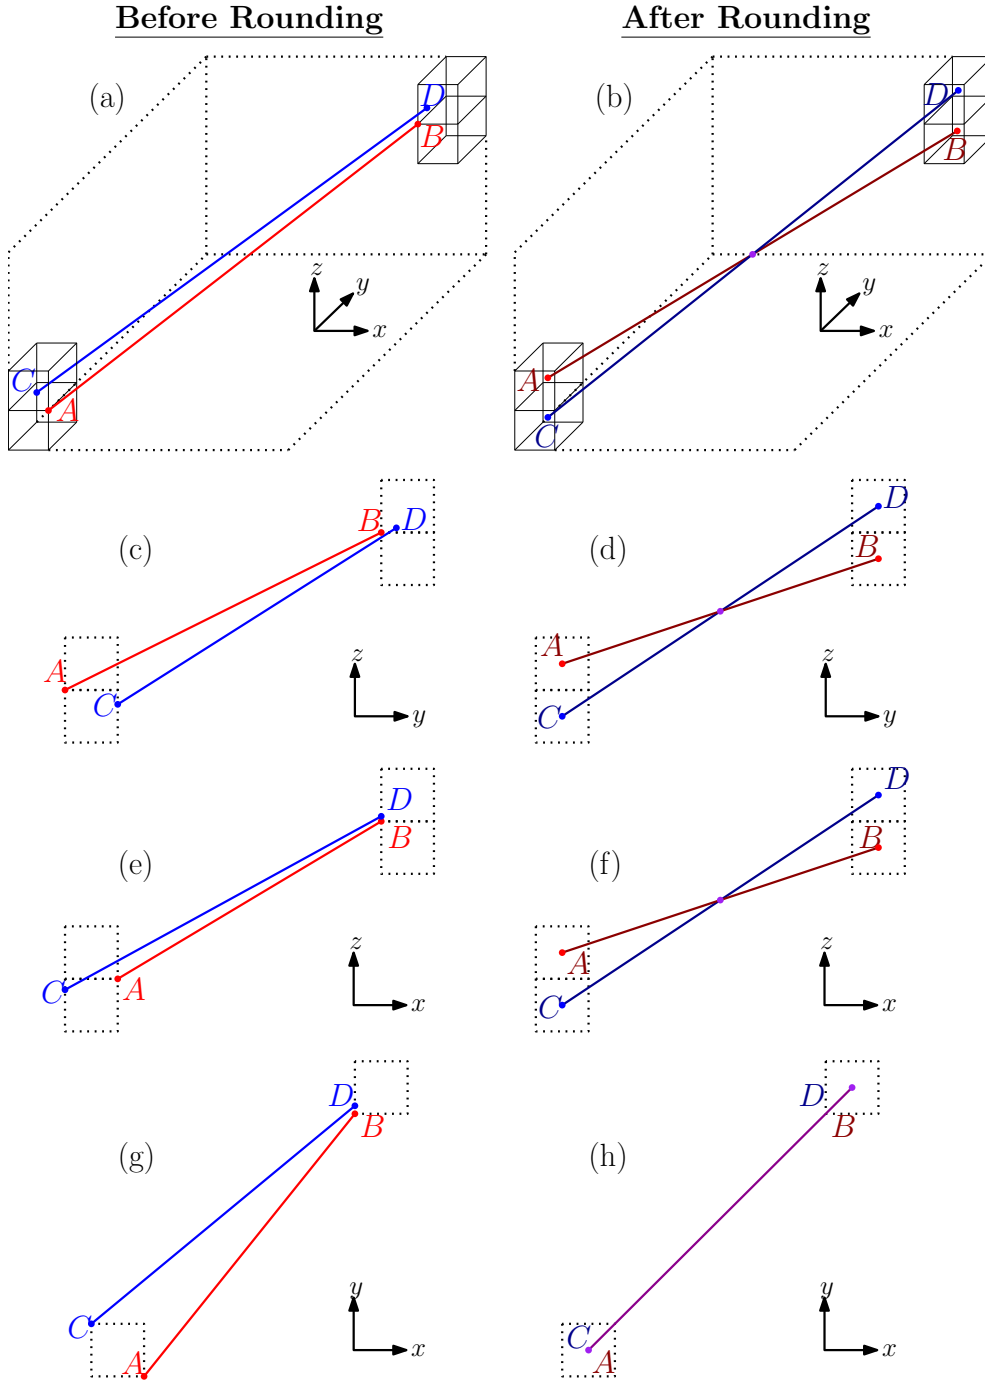 Before Rounding After Rounding
(a) D B C A z y x
(b) D B A C z y x
(c) B D A C z y
(d) D B A C z y
(e) D B C A z x
(f) D B A C z x
(g) D B C A y x
(h) D B C A y x